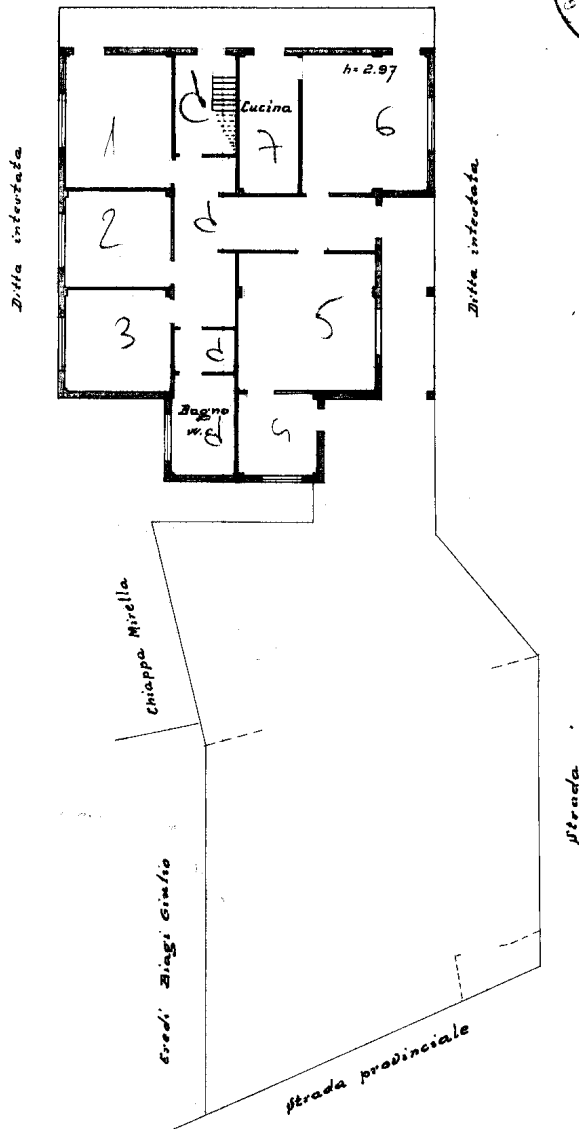 h= 2.97
d
Cucina
1
7
6
Ditta intestata
Ditta intestata
2
d
3
5
d
Bagno
w.c.
d
4
Chiappa Mirella
Strada
Eredi Biagi Giulio
Strada provinciale